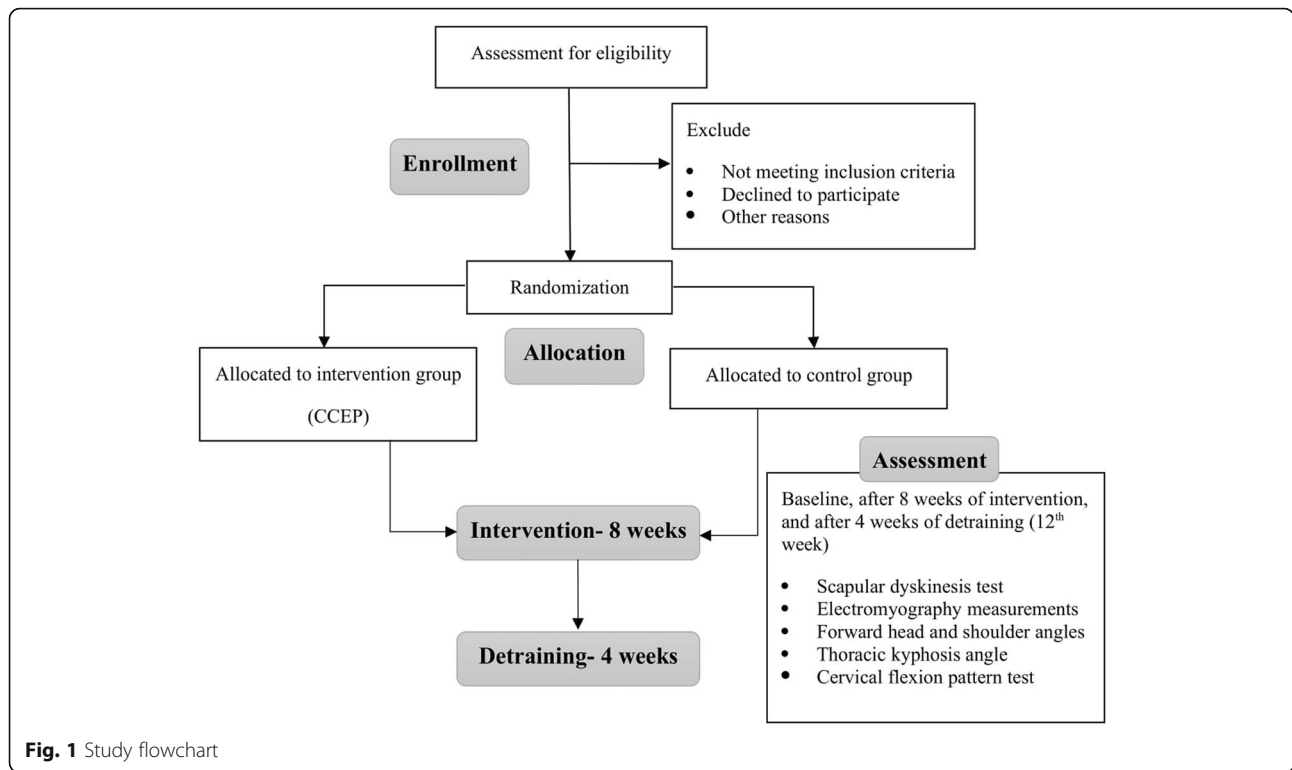 Assessment for eligibility
Enrollment
Exclude
• Not meeting inclusion criteria
• Declined to participate
• Other reasons
Randomization
Allocation
Allocated to intervention group
(CCEP)
Allocated to control group
Assessment
Baseline, after 8 weeks of intervention,
and after 4 weeks of detraining (12th
week)
• Scapular dyskinesis test
• Electromyography measurements
• Forward head and shoulder angles
• Thoracic kyphosis angle
• Cervical flexion pattern test
Intervention- 8 weeks
Detraining- 4 weeks
Fig. 1 Study flowchart